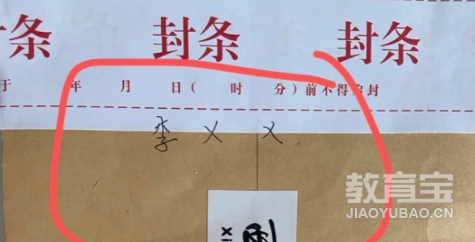 封条 封条 封条
于 年 月 日( 时 分)前不得启封
李 X X
教育宝
JIAOYUBAO.CN